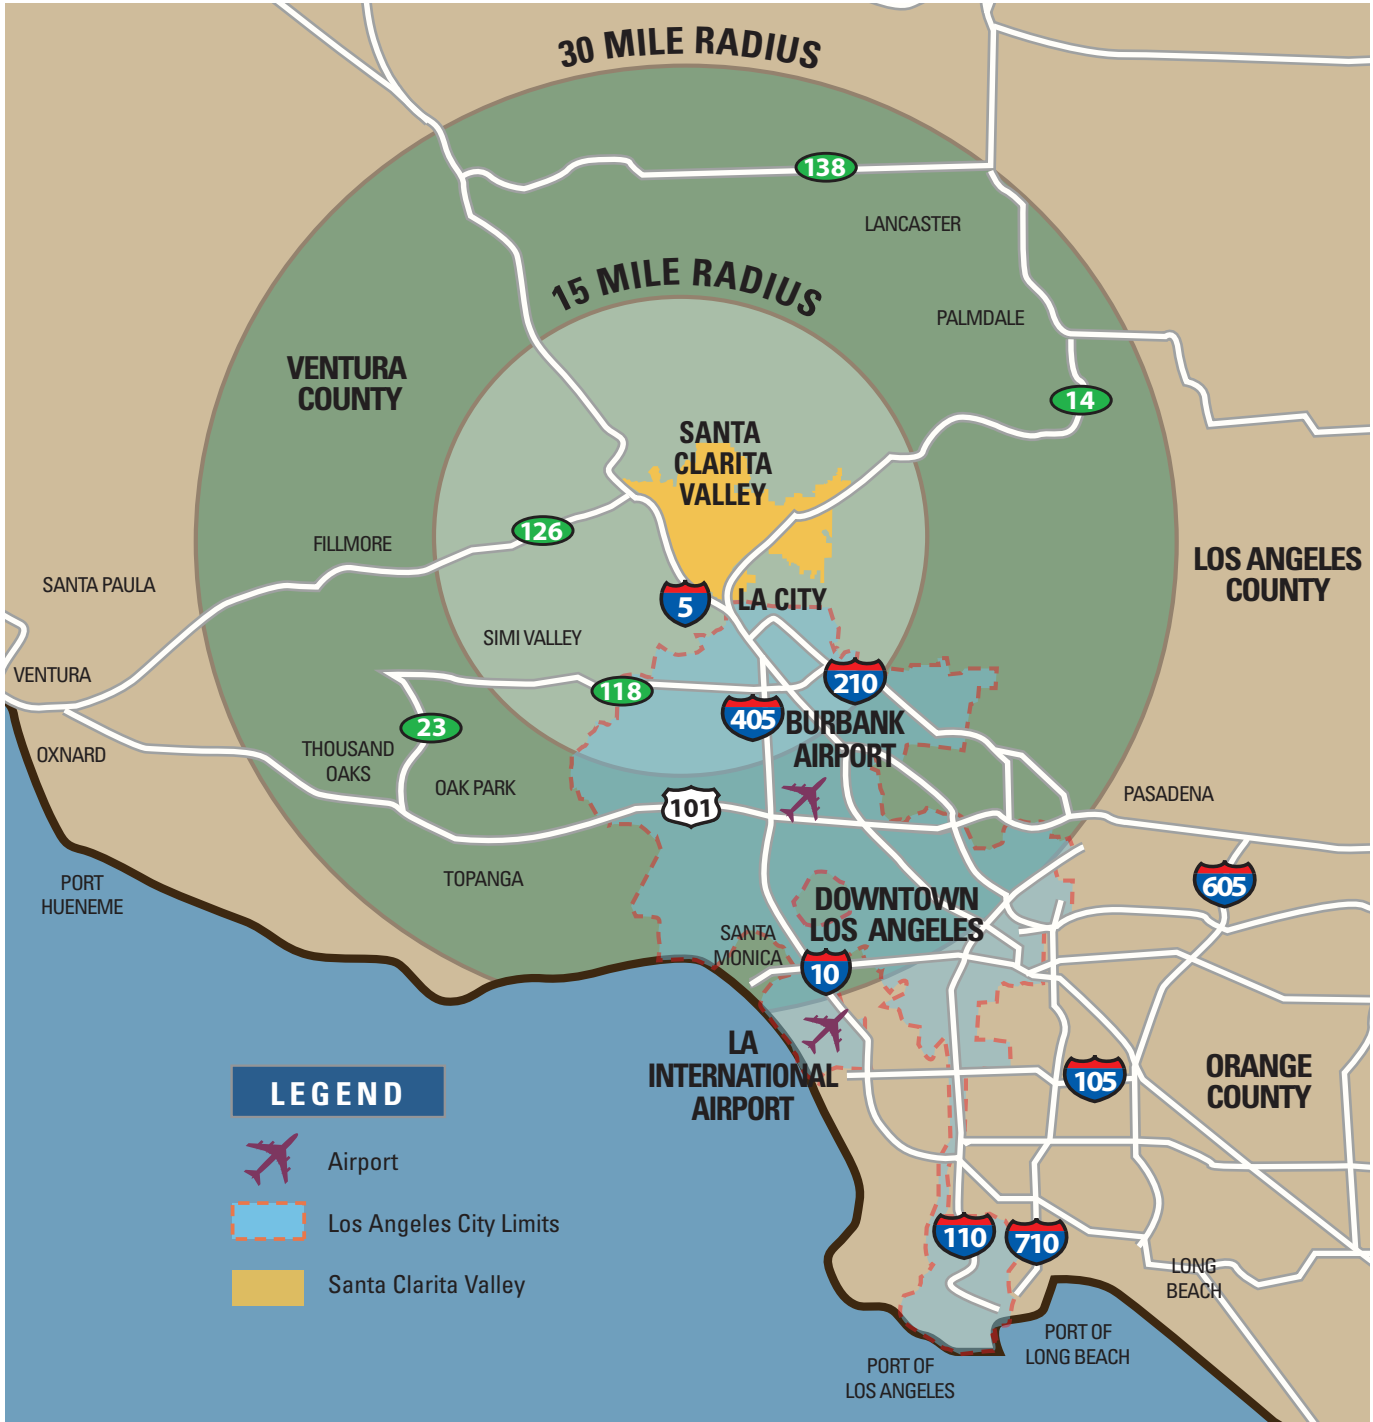 30 MILE RADIUS
138
LANCASTER
15 MILE RADIUS
PALMDALE
VENTURA
COUNTY
14
SANTA
CLARITA
VALLEY
126
FILLMORE
LOS ANGELES
COUNTY
SANTA PAULA
5
LA CITY
SIMI VALLEY
VENTURA
118
210
23
405
BURBANK
AIRPORT
OXNARD
THOUSAND
OAKS
OAK PARK
101
PASADENA
TOPANGA
PORT
HUENEME
605
DOWNTOWN
LOS ANGELES
SANTA
MONICA
10
LA
INTERNATIONAL
AIRPORT
105
ORANGE
COUNTY
LEGEND
Airport
Los Angeles City Limits
Santa Clarita Valley
110
710
LONG
BEACH
PORT OF
LONG BEACH
PORT OF
LOS ANGELES